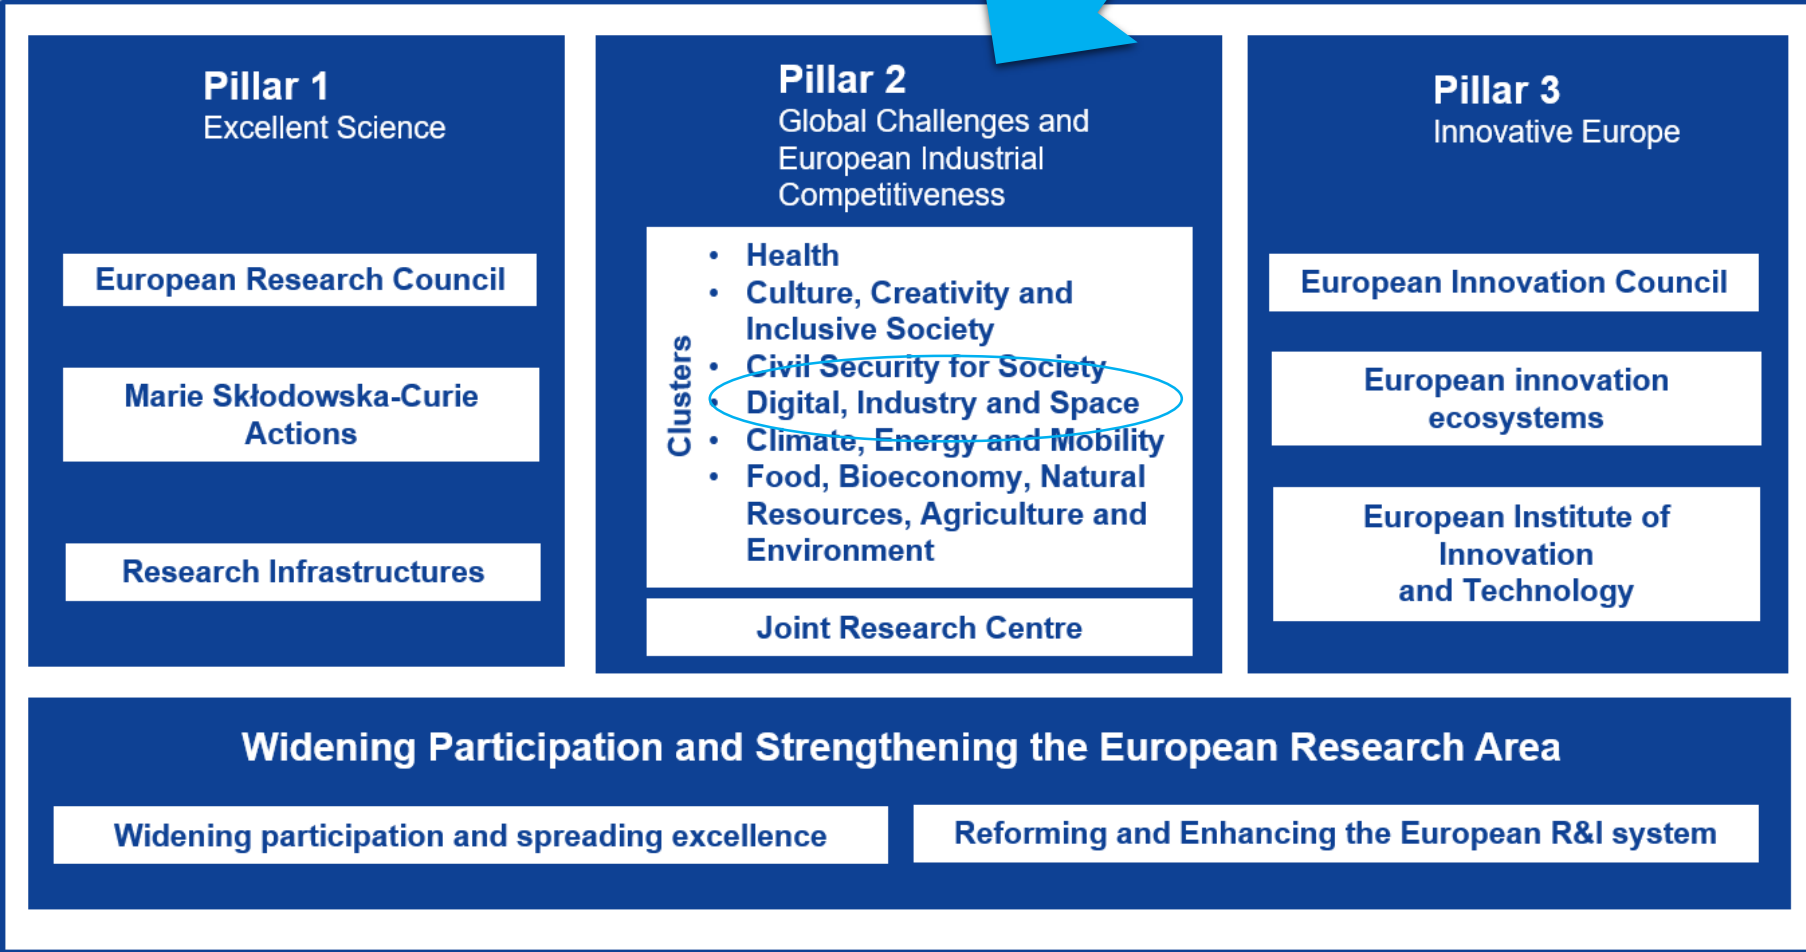 Pillar 1
Excellent Science
European Research Council
Marie Skłodowska-Curie
Actions
Research Infrastructures
Pillar 2
Global Challenges and
European Industrial
Competitiveness
Clusters
• Health
• Culture, Creativity and
Inclusive Society
• Civil Security for Society
• Digital, Industry and Space
• Climate, Energy and Mobility
• Food, Bioeconomy, Natural
Resources, Agriculture and
Environment
Joint Research Centre
Pillar 3
Innovative Europe
European Innovation Council
European innovation
ecosystems
European Institute of
Innovation
and Technology
Widening Participation and Strengthening the European Research Area
Widening participation and spreading excellence
Reforming and Enhancing the European R&I system